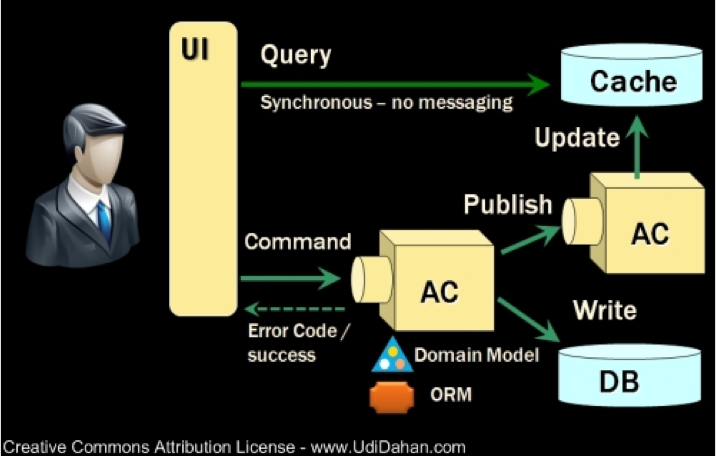 UI
Query
Cache
Synchronous – no messaging
Update
Publish
AC
Command
AC
Write
Error Code /
success
Domain Model
DB
ORM
Creative Commons Attribution License - www.UdiDahan.com